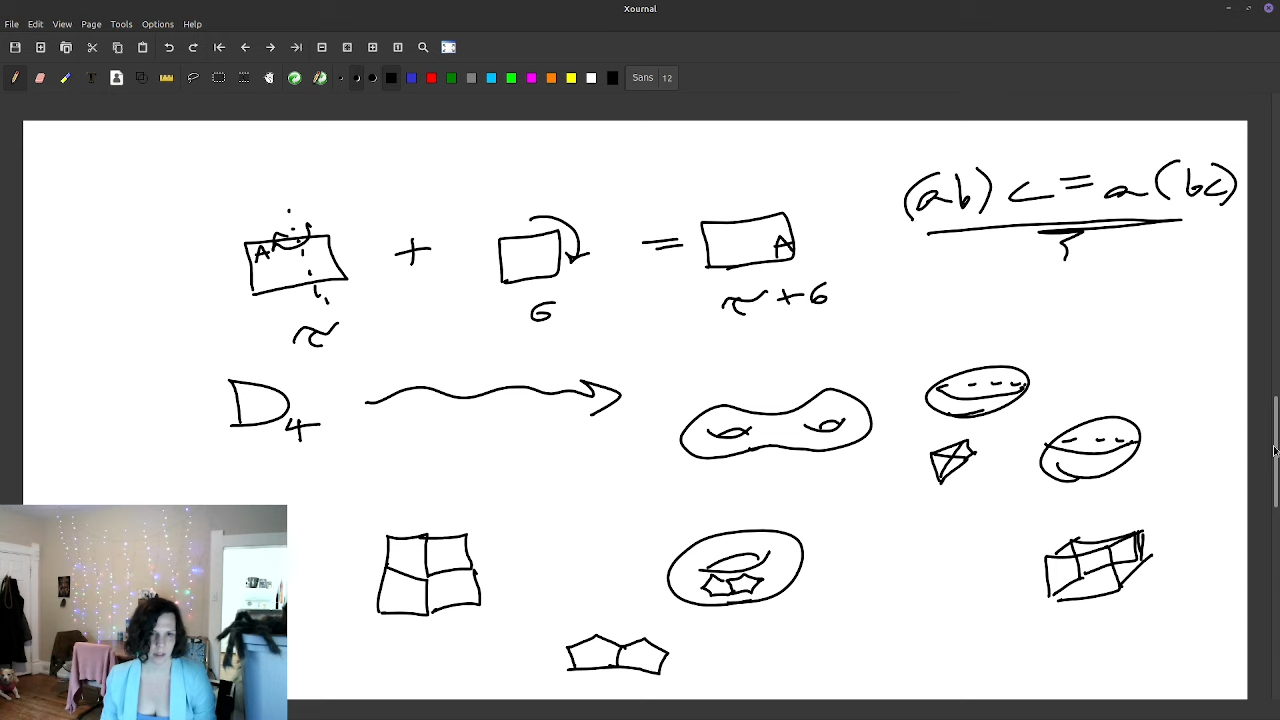 Xournal
File Edit View Page Tools Options Help
Sans 12
(ab)c=a(bc)
A + = A
τ σ τ+σ
D4